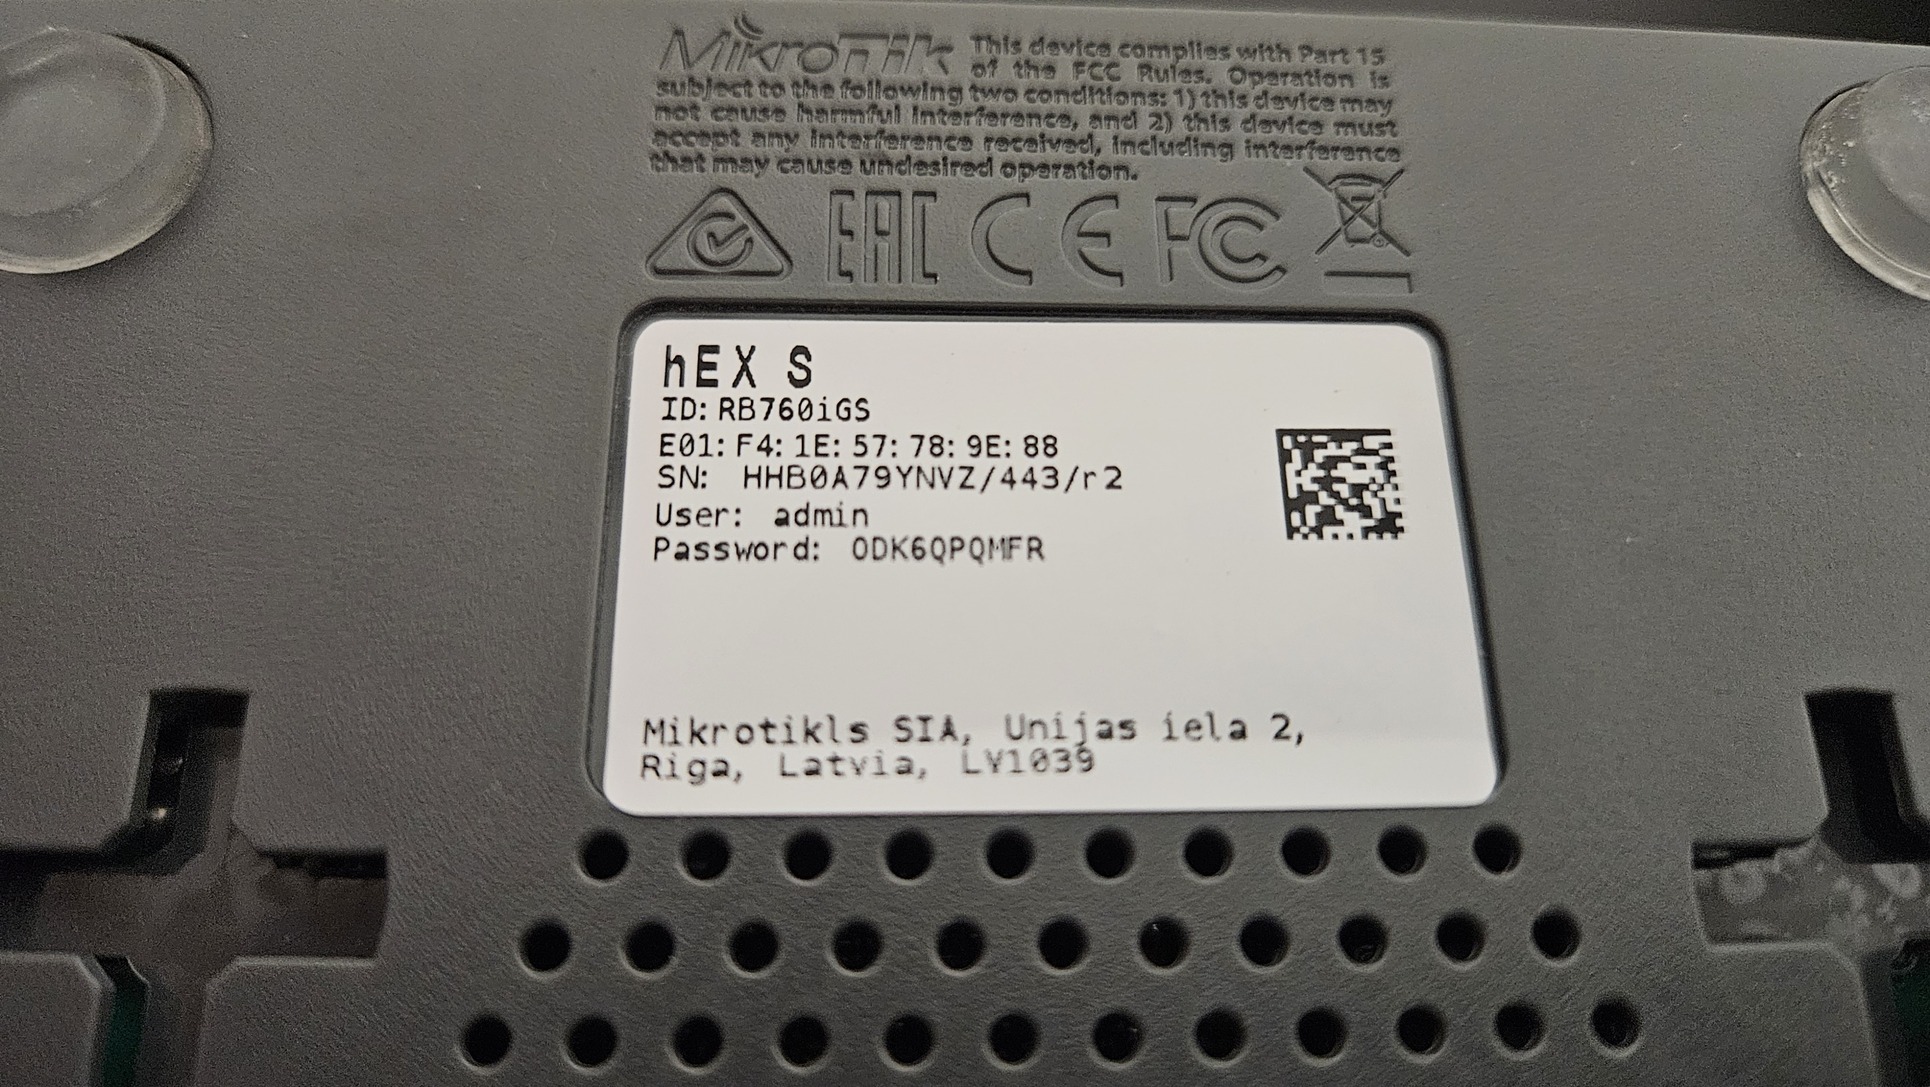 MikroTik This device complies with Part 15
of the FCC Rules. Operation is
subject to the following two conditions: 1) this device may
not cause harmful interference, and 2) this device must
accept any interference received, including interference
that may cause undesired operation.
EAC CE FC
hEX S
ID: RB760iGS
E01: F4: 1E: 57: 78: 9E: 88
SN: HHB0A79YNVZ/443/r2
User: admin
Password: ODK6QPQMFR
Mikrotikls SIA, Unijas iela 2,
Riga, Latvia, LV1039